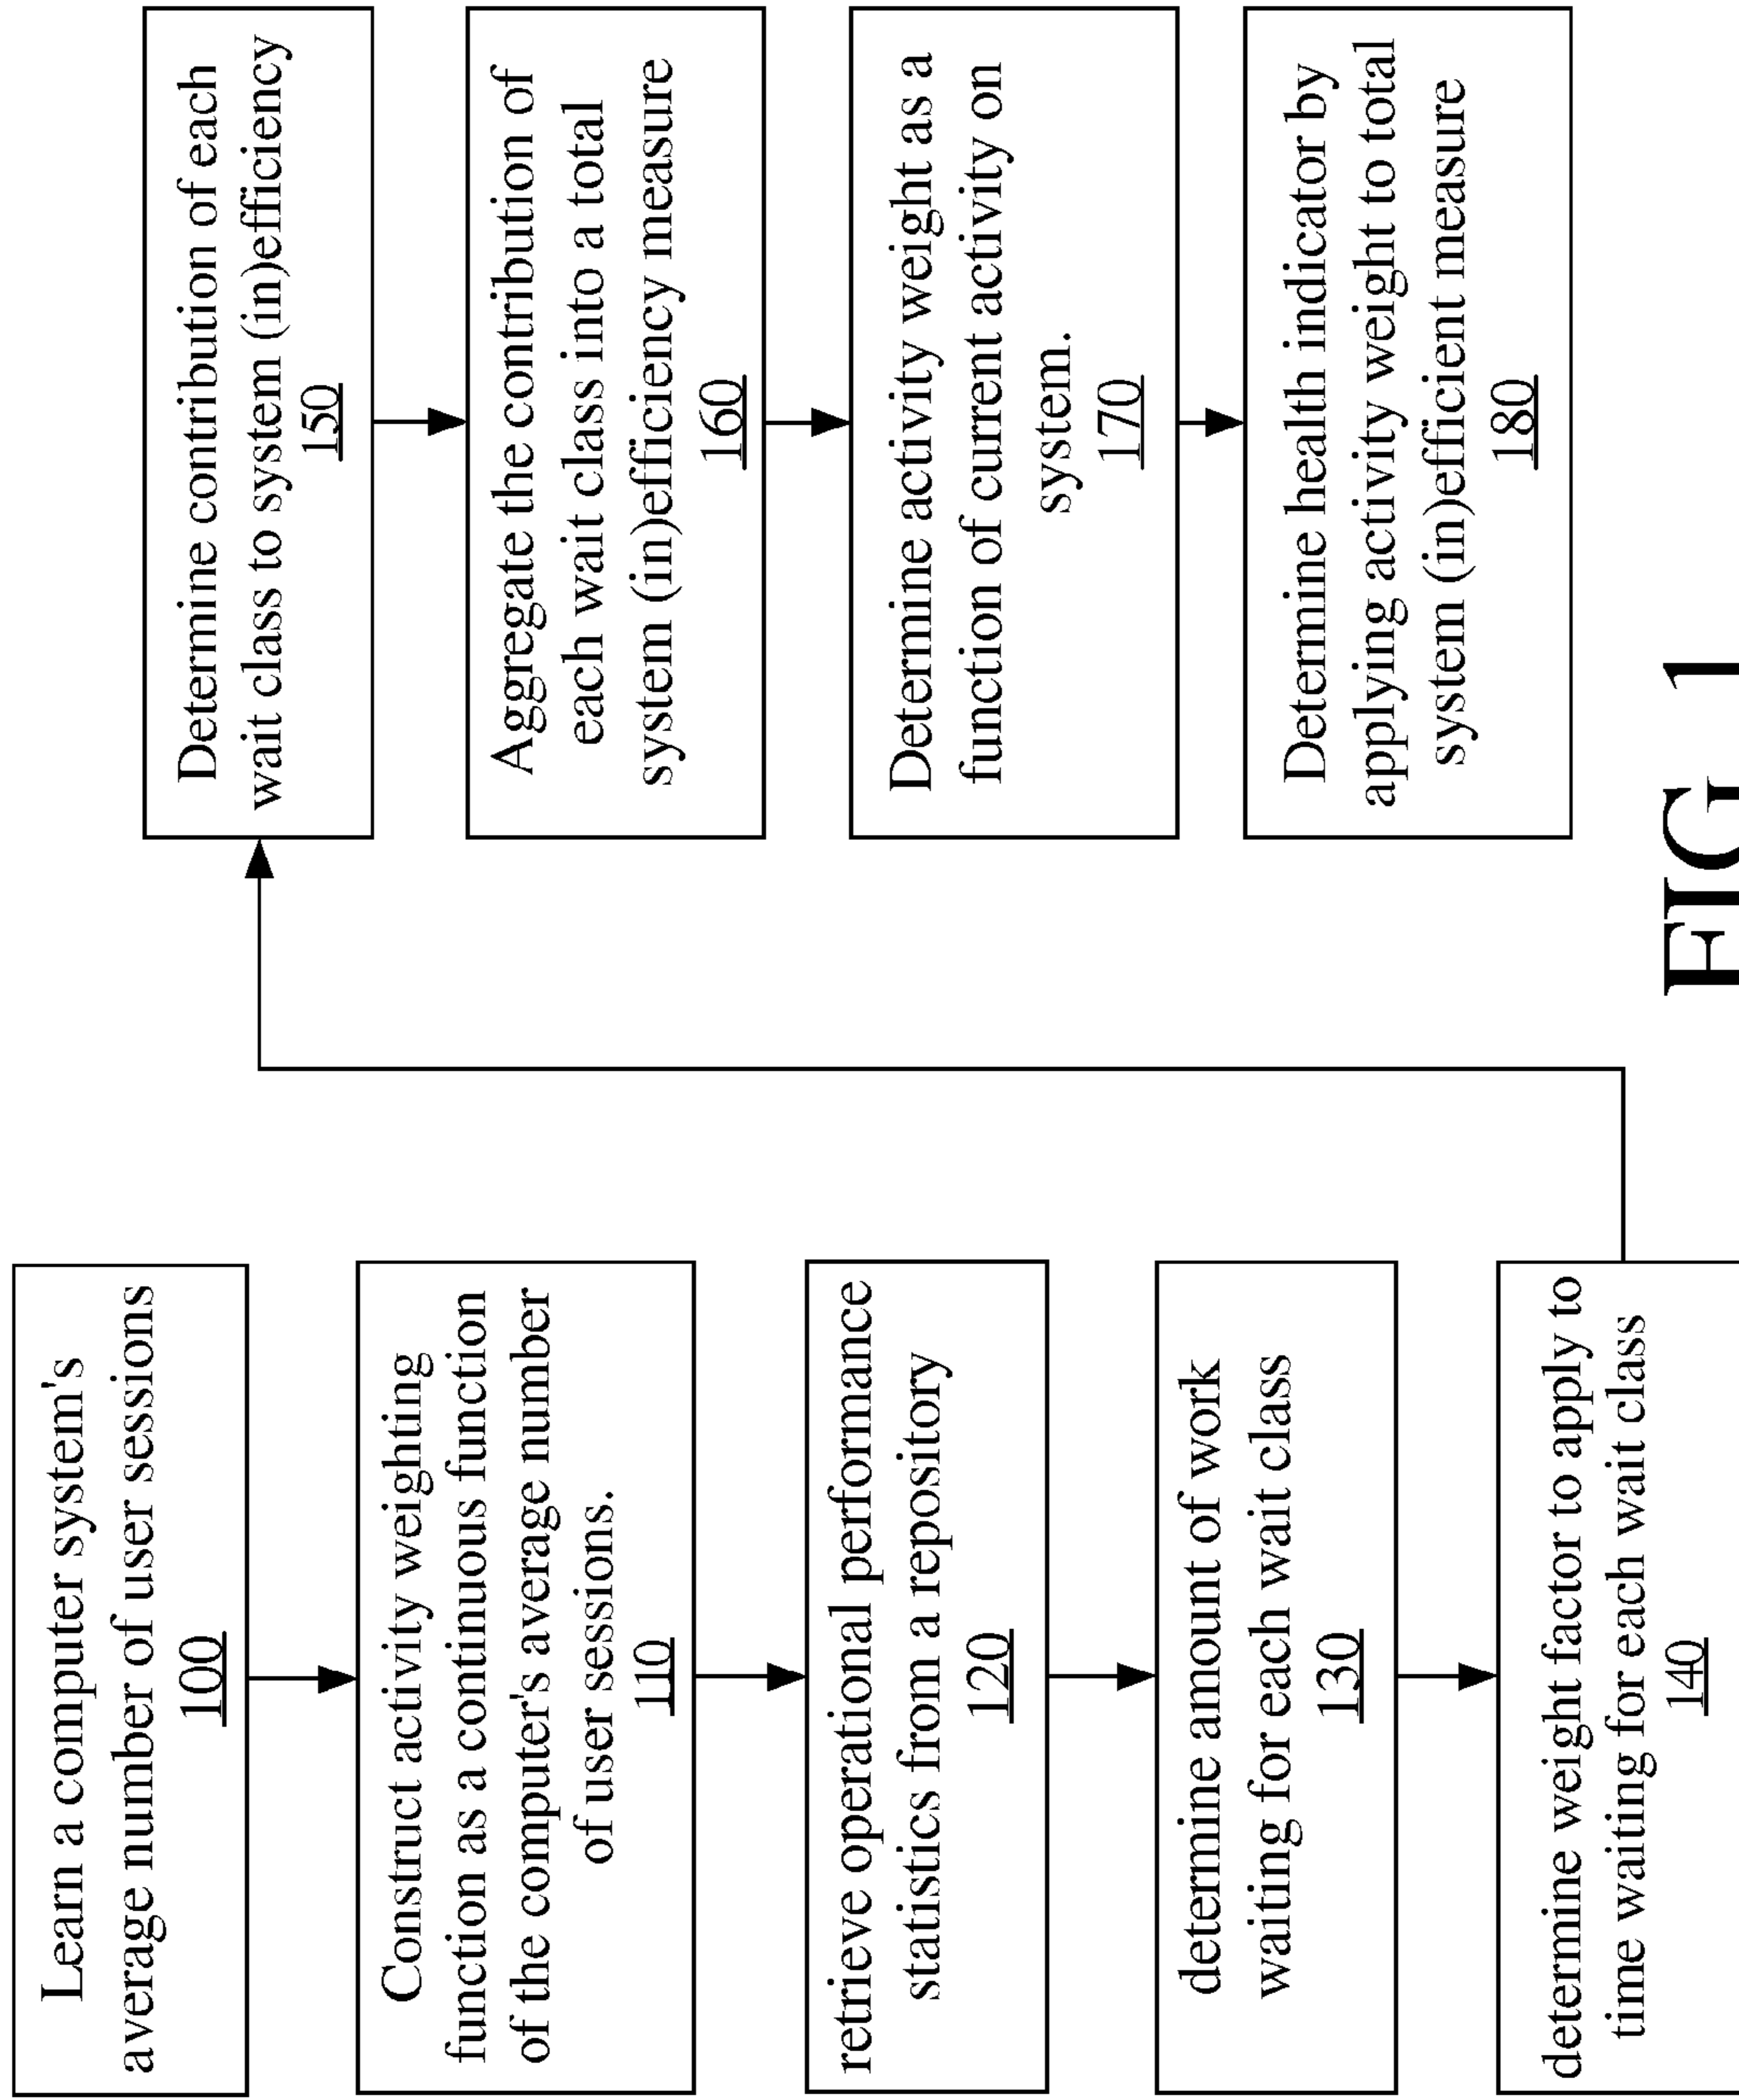 Learn a computer system's
average number of user sessions
100
Construct activity weighting
function as a continuous function
of the computer's average number
of user sessions.
110
retrieve operational performance
statistics from a repository
120
determine amount of work
waiting for each wait class
130
determine weight factor to apply to
time waiting for each wait class
140
Determine contribution of each
wait class to system (in)efficiency
150
Aggregate the contribution of
each wait class into a total
system (in)efficiency measure
160
Determine activity weight as a
function of current activity on
system.
170
Determine health indicator by
applying activity weight to total
system (in)efficient measure
180
FIG. 1